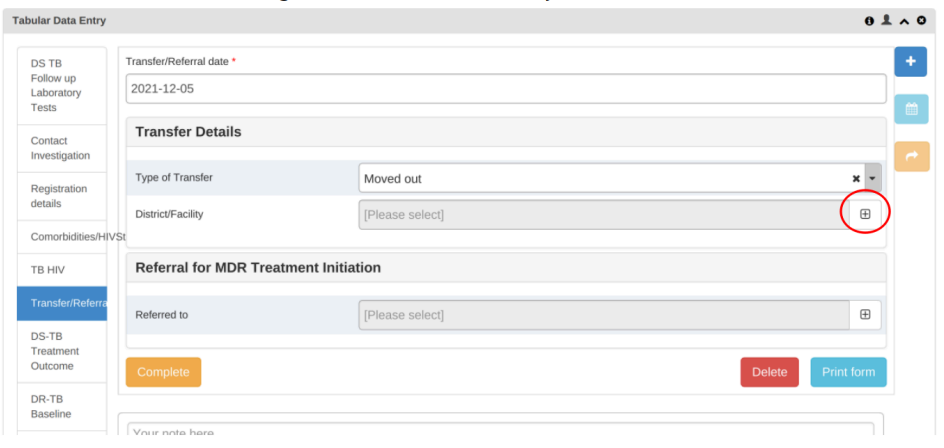 Tabular Data Entry
DS TB
Follow up
Laboratory
Tests
Contact
Investigation
Registration
details
Comorbidities/HIVSt
TB HIV
Transfer/Referra
DS-TB
Treatment
Outcome
DR-TB
Baseline
Transfer/Referral date *
2021-12-05
Transfer Details
Type of Transfer
Moved out
District/Facility
[Please select]
Referral for MDR Treatment Initiation
Referred to
[Please select]
Complete
Delete
Print form
Your note here